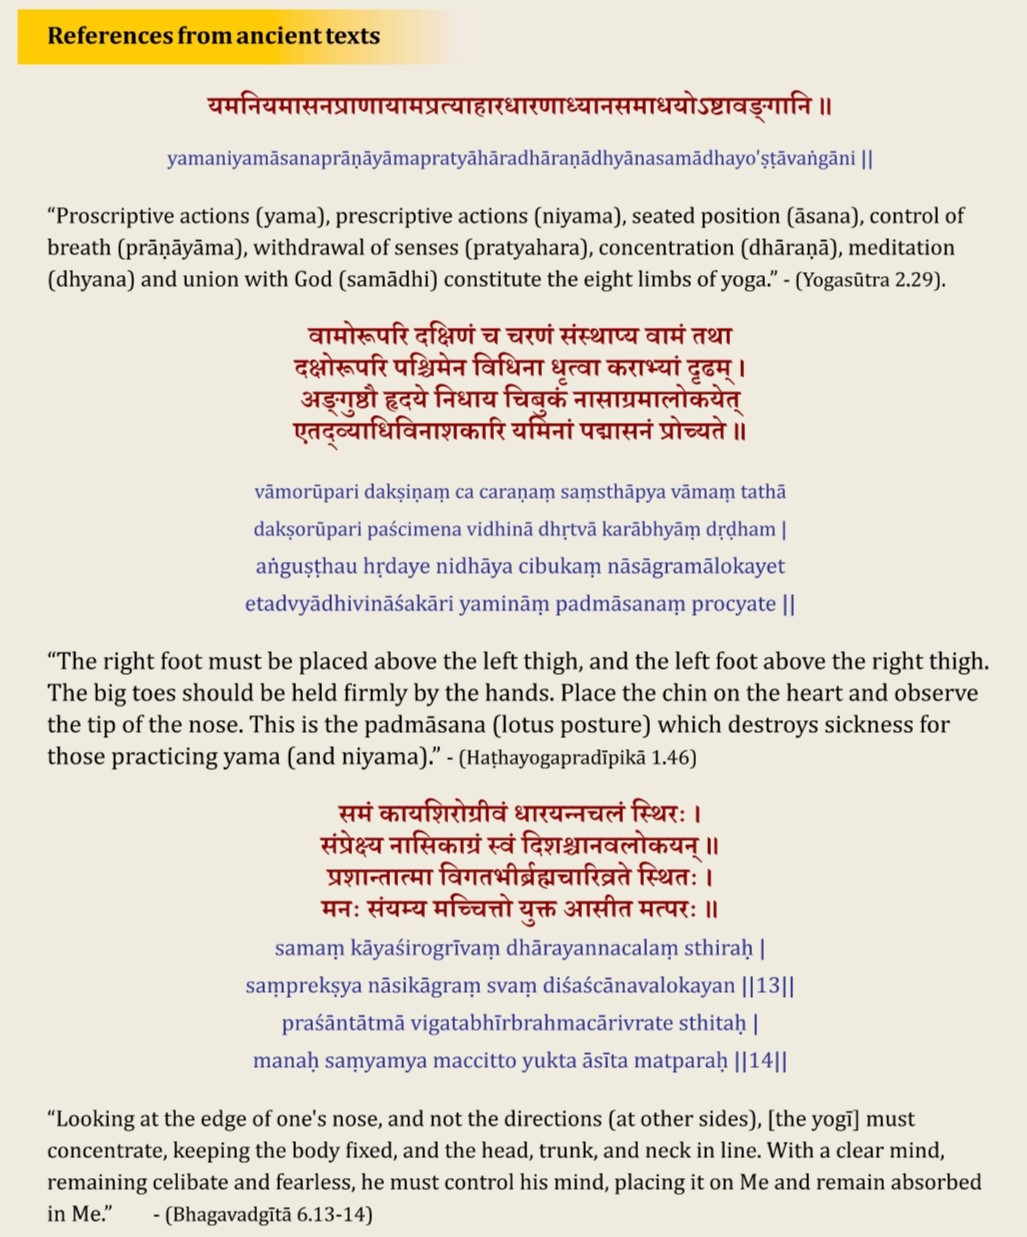 References from ancient texts
यमनियमासनप्राणायामप्रत्याहारधारणाध्यानसमाधयोऽष्टावङ्गानि ॥
yamaniyamāsanaprāṇāyāmapratyāhāradhāraṇādhyānasamādhayo'ṣṭāvaṅgāni ||
“Proscriptive actions (yama), prescriptive actions (niyama), seated position (āsana), control of
breath (prāṇāyāma), withdrawal of senses (pratyahara), concentration (dhāraṇā), meditation
(dhyana) and union with God (samādhi) constitute the eight limbs of yoga.” - (Yogasūtra 2.29).
वामोरूपरि दक्षिणं च चरणं संस्थाप्य वामं तथा
दक्षोरूपरि पश्चिमेन विधिना धृत्वा कराभ्यां दृढम् ।
अङ्गुष्ठौ हृदये निधाय चिबुकं नासाग्रमालोकयेत्
एतद्व्याधिविनाशकारि यमिनां पद्मासनं प्रोच्यते ॥
vāmorūpari dakṣiṇaṃ ca caraṇaṃ saṃsthāpya vāmaṃ tathā
dakṣorūpari paścimena vidhinā dhṛtvā karābhyāṃ dṛḍham |
aṅguṣṭhau hṛdaye nidhāya cibukaṃ nāsāgramālokayet
etadvyādhivināśakāri yamināṃ padmāsanaṃ procyate ||
“The right foot must be placed above the left thigh, and the left foot above the right thigh.
The big toes should be held firmly by the hands. Place the chin on the heart and observe
the tip of the nose. This is the padmāsana (lotus posture) which destroys sickness for
those practicing yama (and niyama).” - (Haṭhayogapradīpikā 1.46)
समं कायशिरोग्रीवं धारयन्नचलं स्थिरः ।
संप्रेक्ष्य नासिकाग्रं स्वं दिशश्चानवलोकयन् ॥
प्रशान्तात्मा विगतभीर्ब्रह्मचारिव्रते स्थितः ।
मनः संयम्य मच्चित्तो युक्त आसीत मत्परः ॥
samaṃ kāyaśirogrīvaṃ dhārayannacalaṃ sthiraḥ |
saṃprekṣya nāsikāgraṃ svaṃ diśaścānavalokayan ||13||
praśāntātmā vigatabhīrbrahmacārivrate sthitaḥ |
manaḥ saṃyamya maccitto yukta āsīta matparaḥ ||14||
“Looking at the edge of one's nose, and not the directions (at other sides), [the yogī] must
concentrate, keeping the body fixed, and the head, trunk, and neck in line. With a clear mind,
remaining celibate and fearless, he must control his mind, placing it on Me and remain absorbed
in Me.” - (Bhagavadgītā 6.13-14)